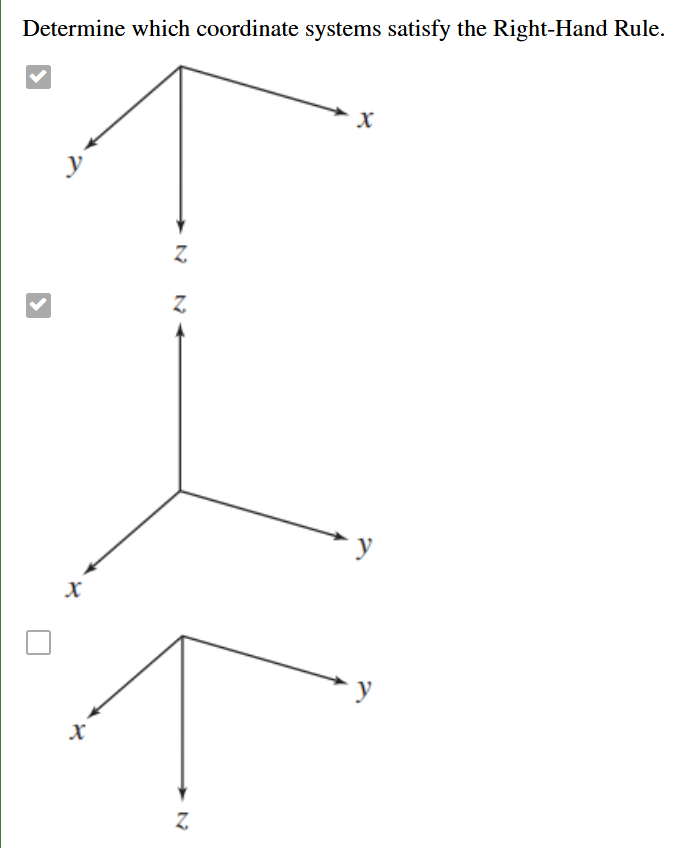 Determine which coordinate systems satisfy the Right-Hand Rule.
x
y
z
z
y
x
y
x
z